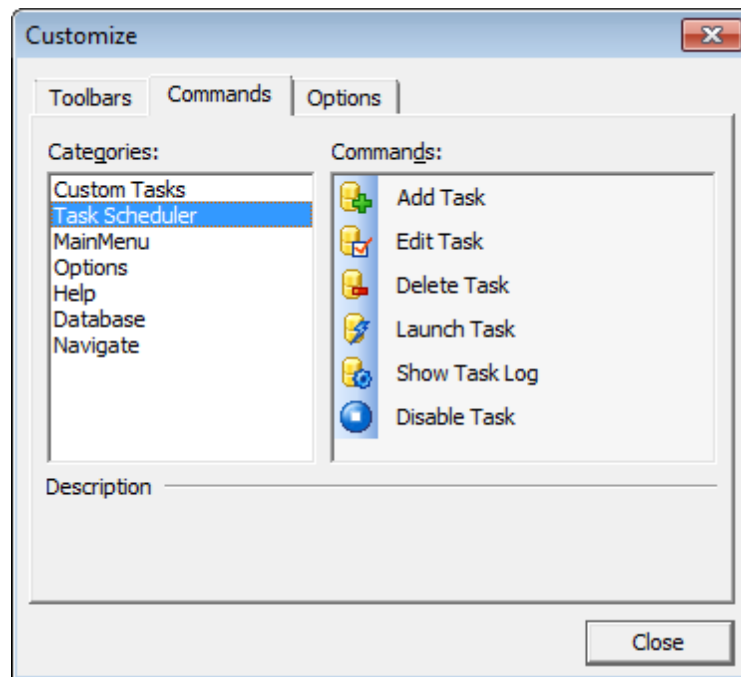 Customize
Toolbars
Commands
Options
Categories:
Custom Tasks
Task Scheduler
MainMenu
Options
Help
Database
Navigate
Commands:
Add Task
Edit Task
Delete Task
Launch Task
Show Task Log
Disable Task
Description
Close